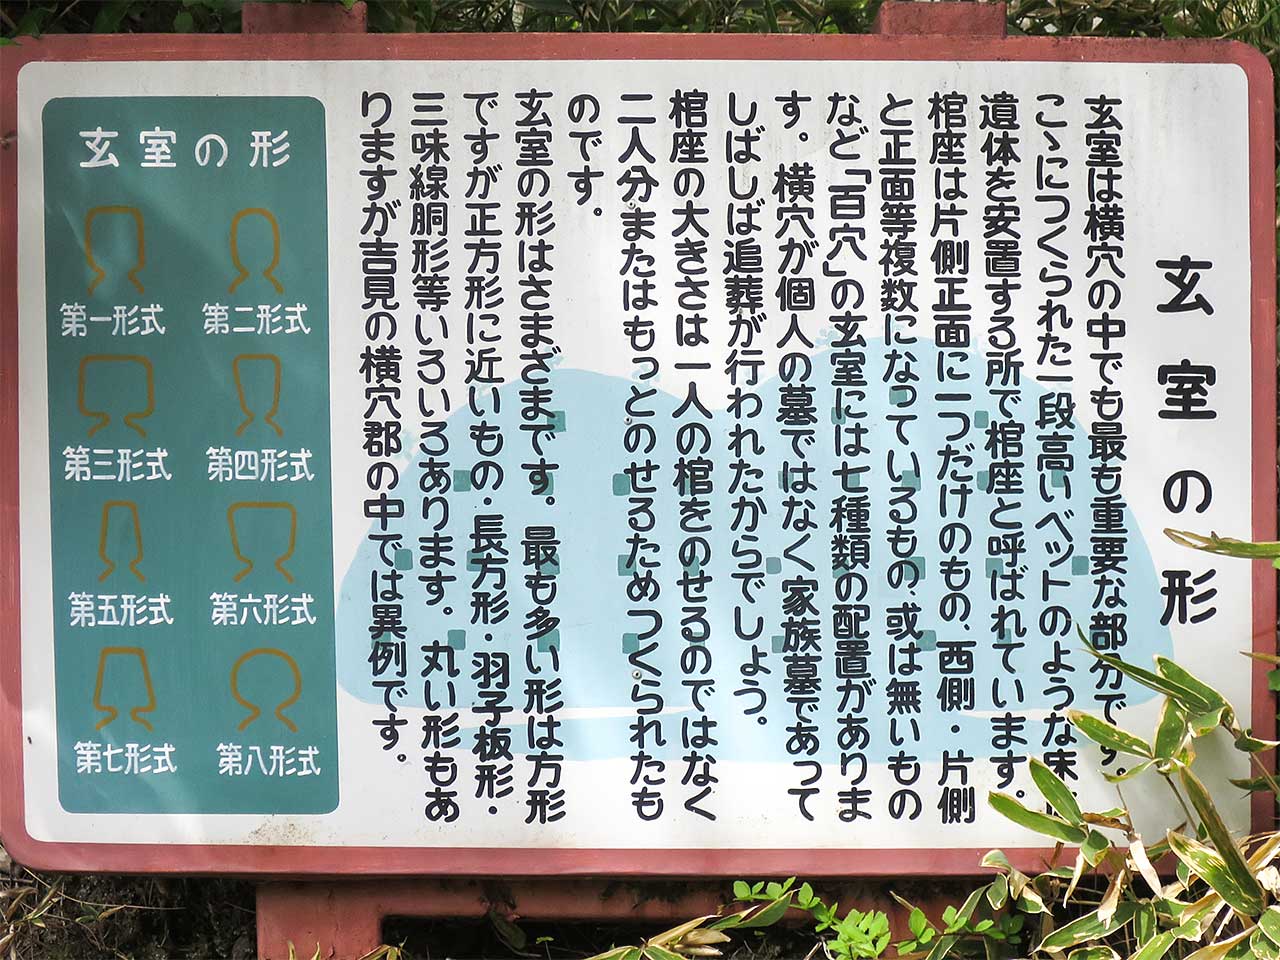 玄室の形
玄室は横穴の中でも最も重要な部分です。
こゝにつくられた一段高いベットのような床は
遺体を安置する所で棺座と呼ばれています。
棺座は片側正面に一つだけのもの、西側・片側
と正面等複数になっているもの、或は無いもの
など「百穴」の玄室には七種類の配置がありま
す。横穴が個人の墓ではなく家族墓であって
しばしば追葬が行われたからでしょう。
棺座の大きさは一人の棺をのせるのではなく
二人分またはもっとのせるためつくられたも
のです。
玄室の形はさまざまです。最も多い形は方形
ですが正方形に近いもの・長方形・羽子板形・
三味線胴形等いろいろあります。丸い形もあ
りますが吉見の横穴郡の中では異例です。
玄室の形
第一形式
第二形式
第三形式
第四形式
第五形式
第六形式
第七形式
第八形式